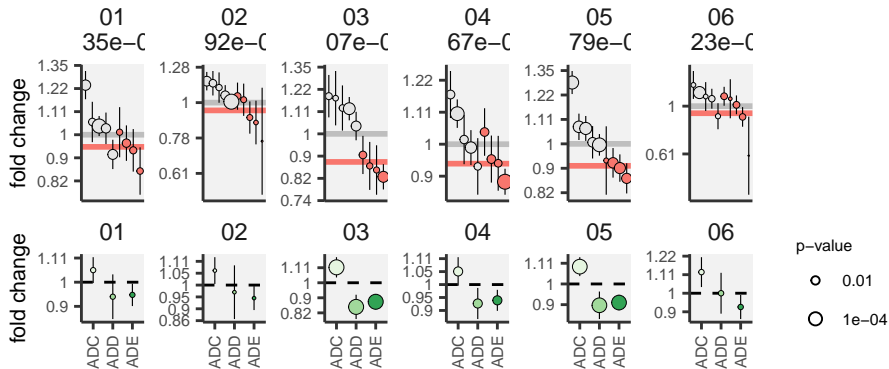 01 02 03 04 05 06
35e−0 92e−0 07e−0 67e−0 79e−0 23e−0
fold change
1.35 1.22 1.11 1 0.9 0.82
1.28 1 0.78 0.61
1.35 1.22 1.11 1 0.9 0.82 0.74
1.22 1.11 1 0.9
1.35 1.22 1.11 1 0.9 0.82
1 0.61
01 02 03 04 05 06
fold change
1.11 1 0.9
1.11 1.05 1 0.95 0.9 0.86
1.11 1 0.9 0.82
1.11 1.05 1 0.95 0.9 0.86
1.11 1 0.9
1.22 1.11 1 0.9
ADC ADD ADE ADC ADD ADE ADC ADD ADE ADC ADD ADE ADC ADD ADE ADC ADD ADE
p−value
0.01
1e−04